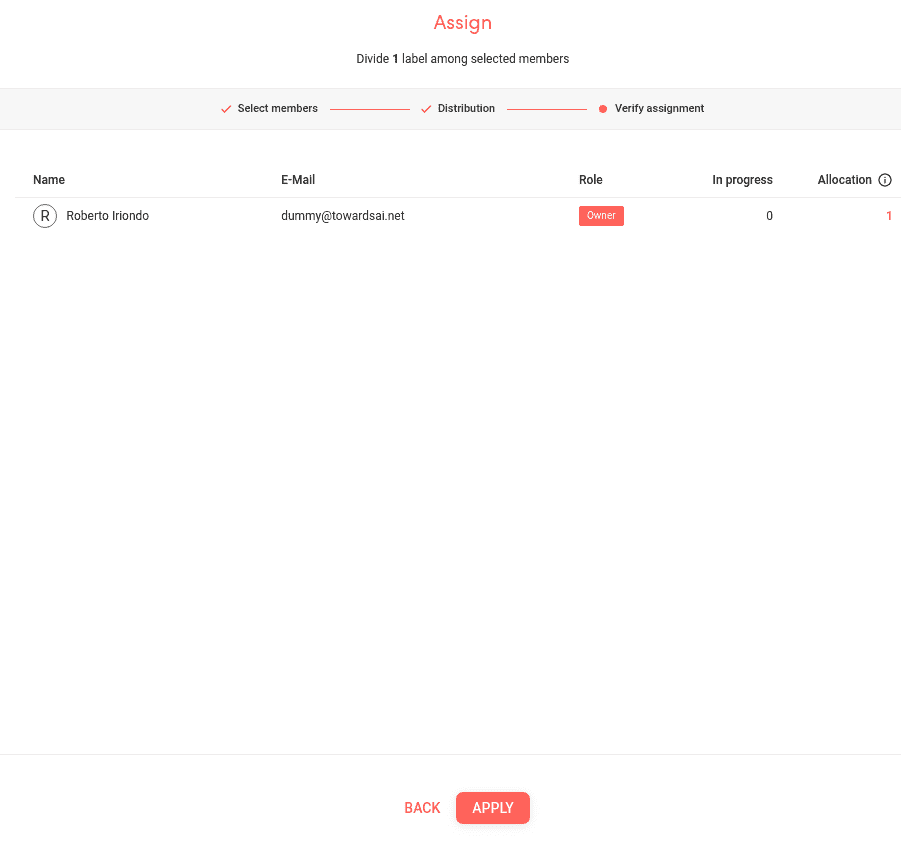 Assign
Divide 1 label among selected members
Select members Distribution Verify assignment
Name E-Mail Role In progress Allocation
R Roberto Iriondo dummy@towardsai.net Owner 0 1
BACK APPLY